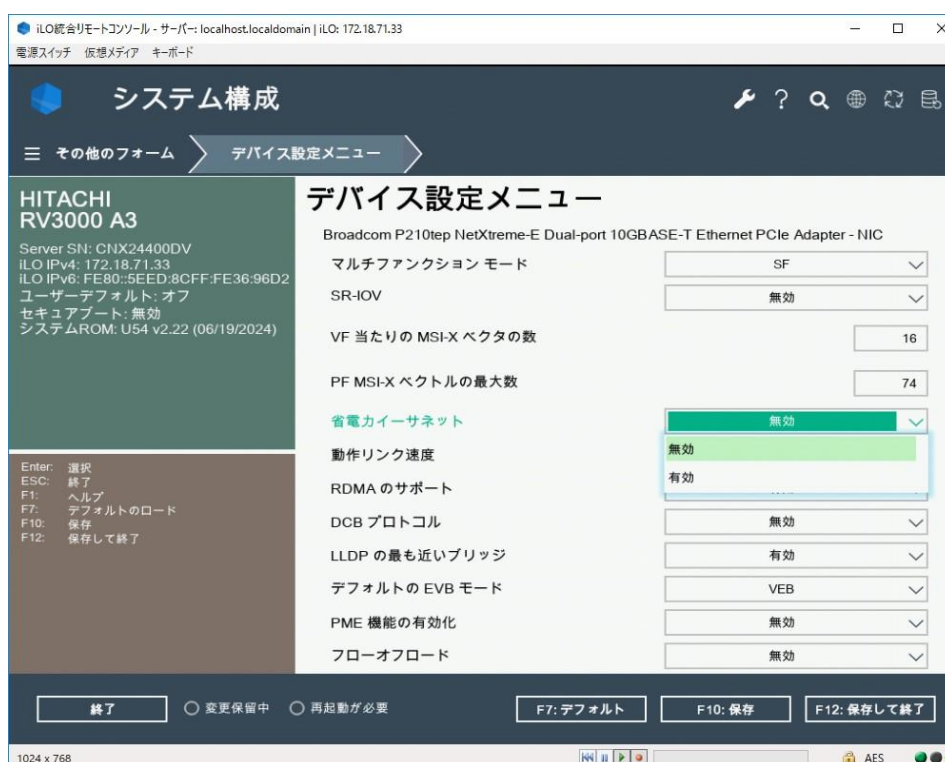 iLO統合リモートコンソール - サーバー: localhost.localdomain | iLO: 172.18.71.33
電源スイッチ 仮想メディア キーボード
システム構成
その他のフォーム デバイス設定メニュー
HITACHI
RV3000 A3
Server SN: CNX24400DV
iLO IPv4: 172.18.71.33
iLO IPv6: FE80::5EED:8CFF:FE36:96D2
ユーザーデフォルト: オフ
セキュアブート: 無効
システムROM: U54 v2.22 (06/19/2024)
Enter: 選択
ESC: 終了
F1: ヘルプ
F7: デフォルトのロード
F10: 保存
F12: 保存して終了
デバイス設定メニュー
Broadcom P210tep NetXtreme-E Dual-port 10GBASE-T Ethernet PCIe Adapter - NIC
マルチファンクション モード SF
SR-IOV 無効
VF 当たりの MSI-X ベクタの数 16
PF MSI-X ベクトルの最大数 74
省電力イーサネット 無効
無効
有効
動作リンク速度
RDMA のサポート
DCB プロトコル 無効
LLDP の最も近いブリッジ 有効
デフォルトの EVB モード VEB
PME 機能の有効化 無効
フローオフロード 無効
終了 変更保留中 再起動が必要 F7: デフォルト F10: 保存 F12: 保存して終了
1024 x 768 AES